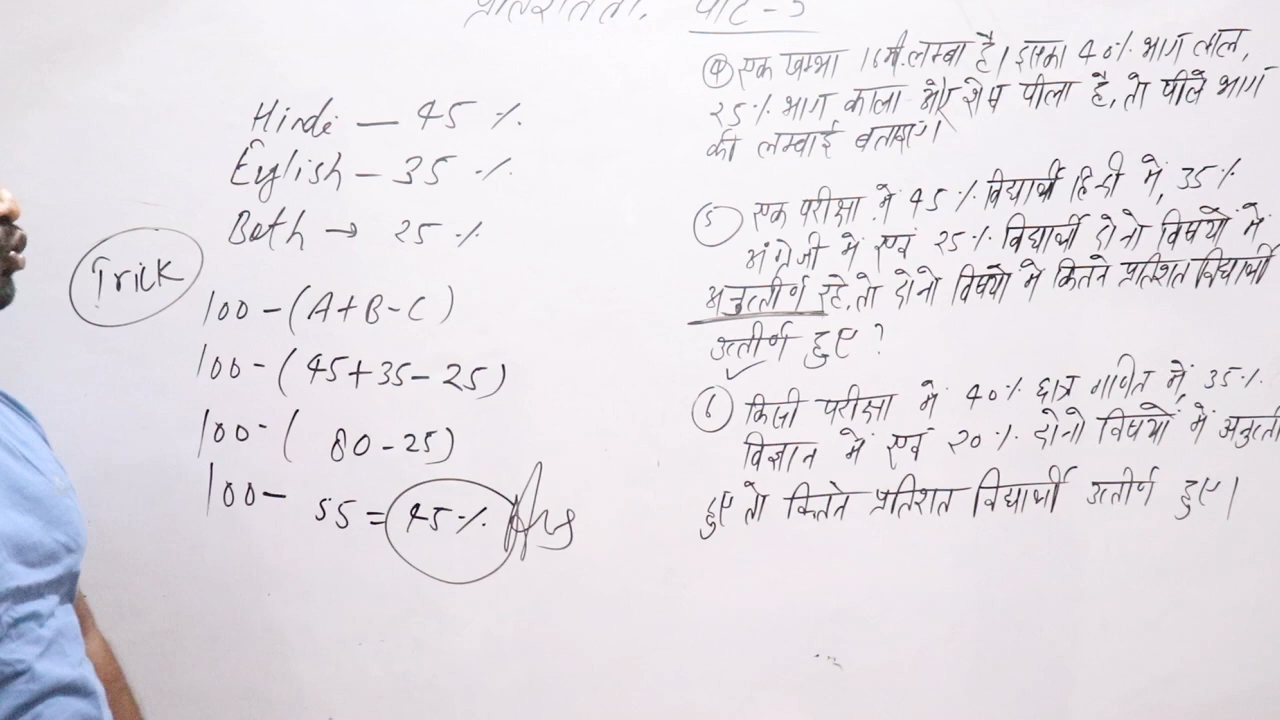 प्रतिशतता. पार्ट - 3
Hindi — 45 %
English — 35 %
Both → 25 %
Trick
100 - (A+B-C)
100 - (45+35-25)
100 - ( 80-25)
100- 55 = 45% Ans
④ एक खम्भा 16मी. लम्बा है। इसका 40% भाग लाल,
25% भाग काला और शेष पीला है, तो पीले भाग
की लम्बाई बताइए।
⑤ एक परीक्षा में 45% विद्यार्थी हिन्दी में, 35%
अंग्रेजी में एवं 25% विद्यार्थी दोनो विषयों में
अनुत्तीर्ण रहे, तो दोनो विषयो मे कितने प्रतिशत विद्यार्थी
उत्तीर्ण हुए?
⑥ किसी परीक्षा में 40% छात्र गणित में, 35%
विज्ञान में एवं 20% दोनो विषयों में अनुत्ती
हुए तो कितने प्रतिशत विद्यार्थी उत्तीर्ण हुए।